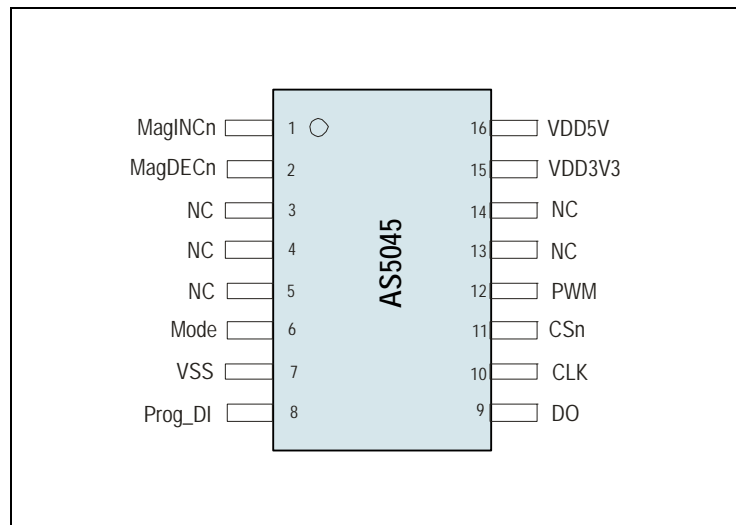 MagINCn 1 16 VDD5V
MagDECn 2 15 VDD3V3
NC 3 14 NC
NC 4 13 NC
NC 5 12 PWM
Mode 6 11 CSn
VSS 7 10 CLK
Prog_DI 8 9 DO
AS5045